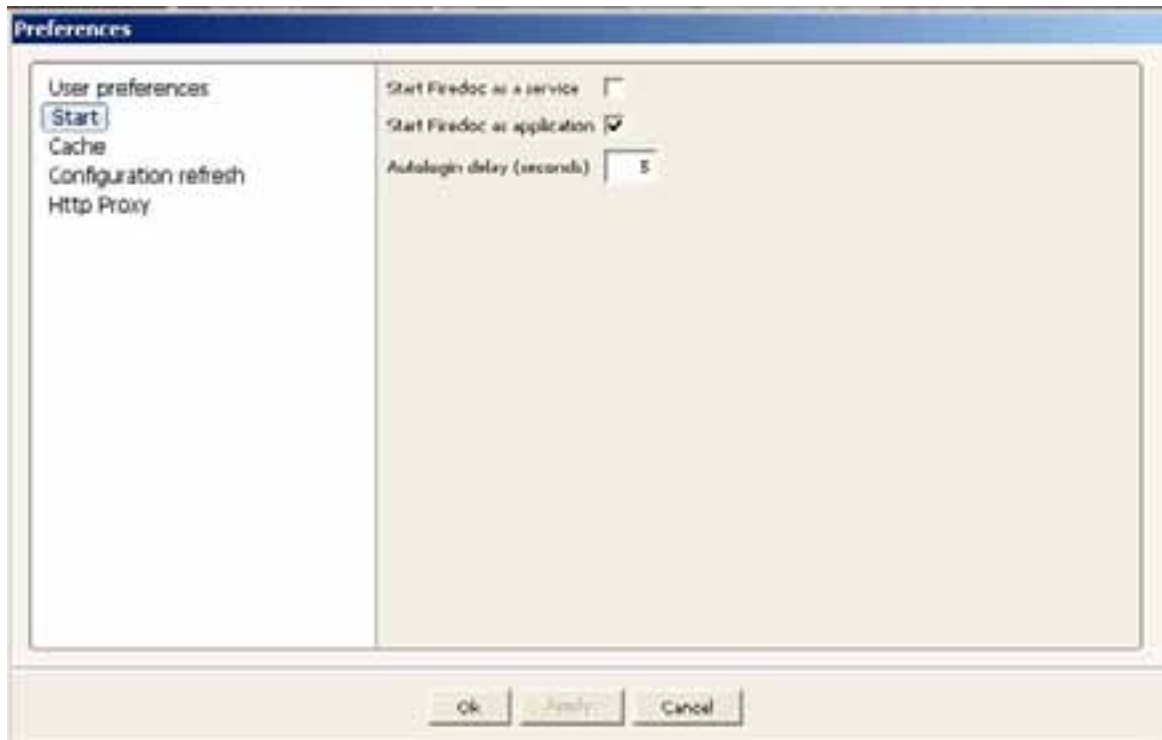 Preferences
User preferences
Start
Cache
Configuration refresh
Http Proxy
Start Firedoc as a service
Start Firedoc as application
Autologin delay (seconds) 5
Ok Apply Cancel